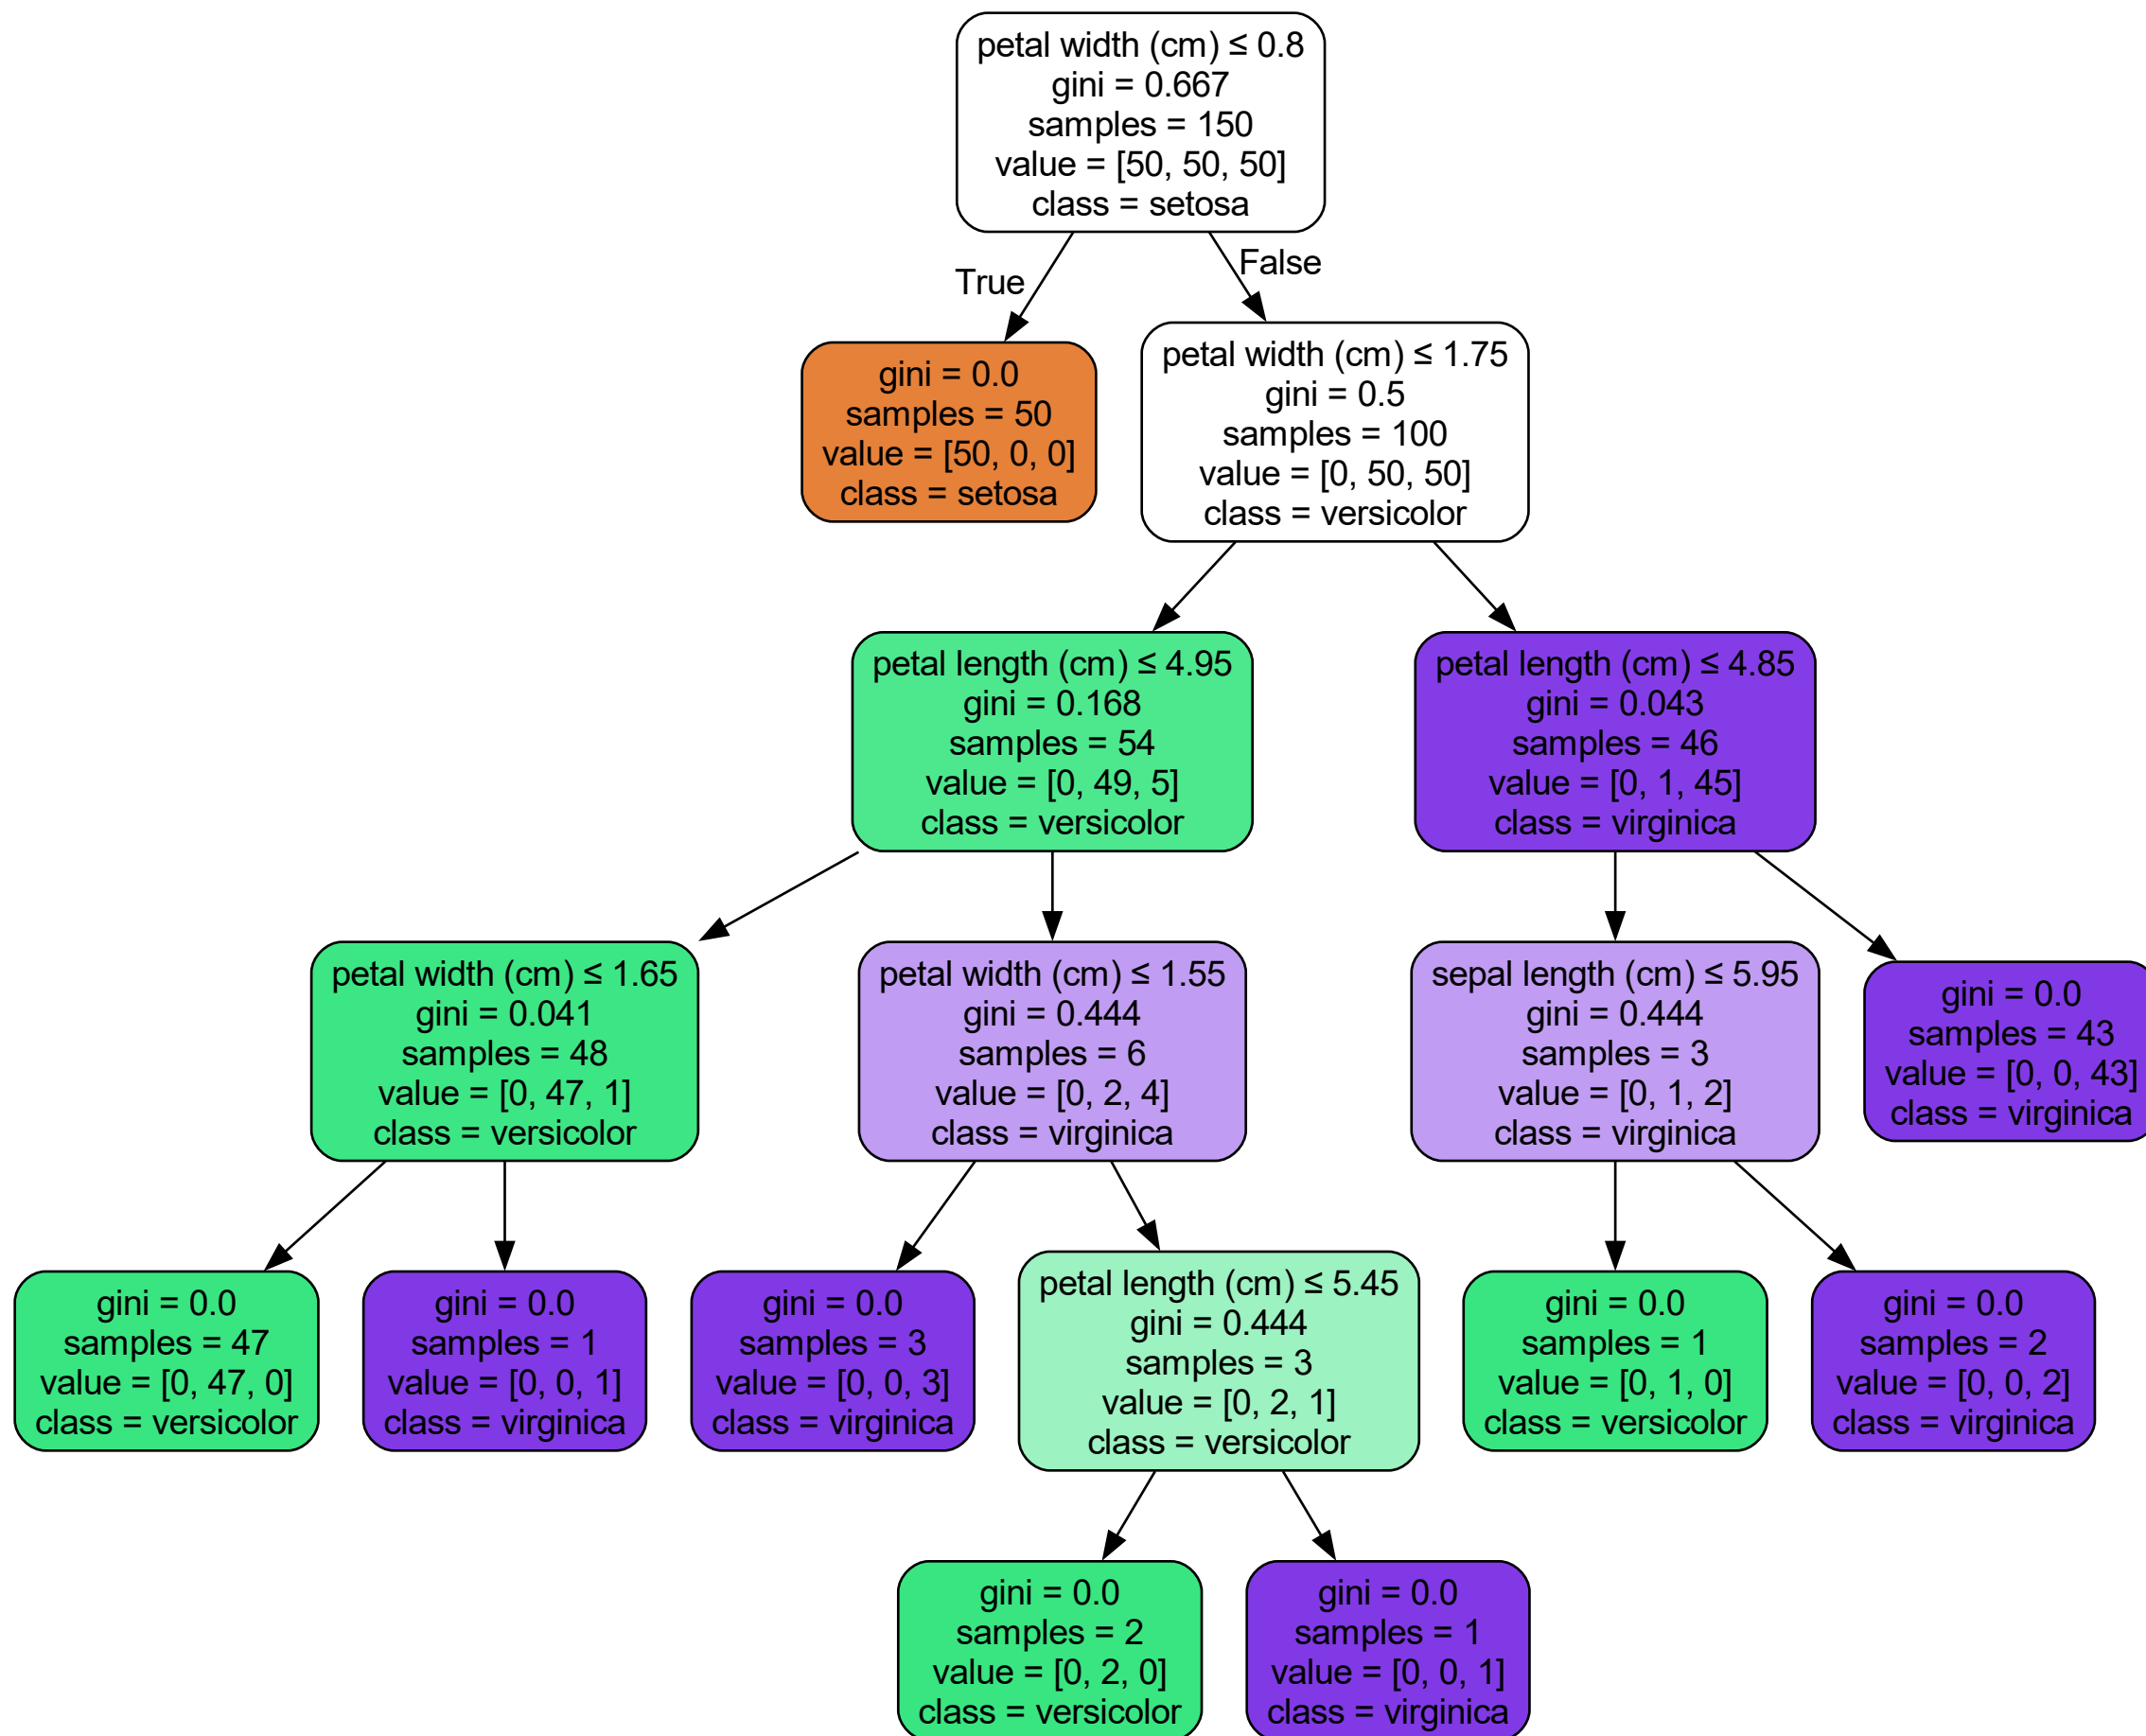 petal width (cm) ≤ 0.8
gini = 0.667
samples = 150
value = [50, 50, 50]
class = setosa
True
False
gini = 0.0
samples = 50
value = [50, 0, 0]
class = setosa
petal width (cm) ≤ 1.75
gini = 0.5
samples = 100
value = [0, 50, 50]
class = versicolor
petal length (cm) ≤ 4.95
gini = 0.168
samples = 54
value = [0, 49, 5]
class = versicolor
petal length (cm) ≤ 4.85
gini = 0.043
samples = 46
value = [0, 1, 45]
class = virginica
petal width (cm) ≤ 1.65
gini = 0.041
samples = 48
value = [0, 47, 1]
class = versicolor
petal width (cm) ≤ 1.55
gini = 0.444
samples = 6
value = [0, 2, 4]
class = virginica
sepal length (cm) ≤ 5.95
gini = 0.444
samples = 3
value = [0, 1, 2]
class = virginica
gini = 0.0
samples = 43
value = [0, 0, 43]
class = virginica
gini = 0.0
samples = 47
value = [0, 47, 0]
class = versicolor
gini = 0.0
samples = 1
value = [0, 0, 1]
class = virginica
gini = 0.0
samples = 3
value = [0, 0, 3]
class = virginica
petal length (cm) ≤ 5.45
gini = 0.444
samples = 3
value = [0, 2, 1]
class = versicolor
gini = 0.0
samples = 1
value = [0, 1, 0]
class = versicolor
gini = 0.0
samples = 2
value = [0, 0, 2]
class = virginica
gini = 0.0
samples = 2
value = [0, 2, 0]
class = versicolor
gini = 0.0
samples = 1
value = [0, 0, 1]
class = virginica